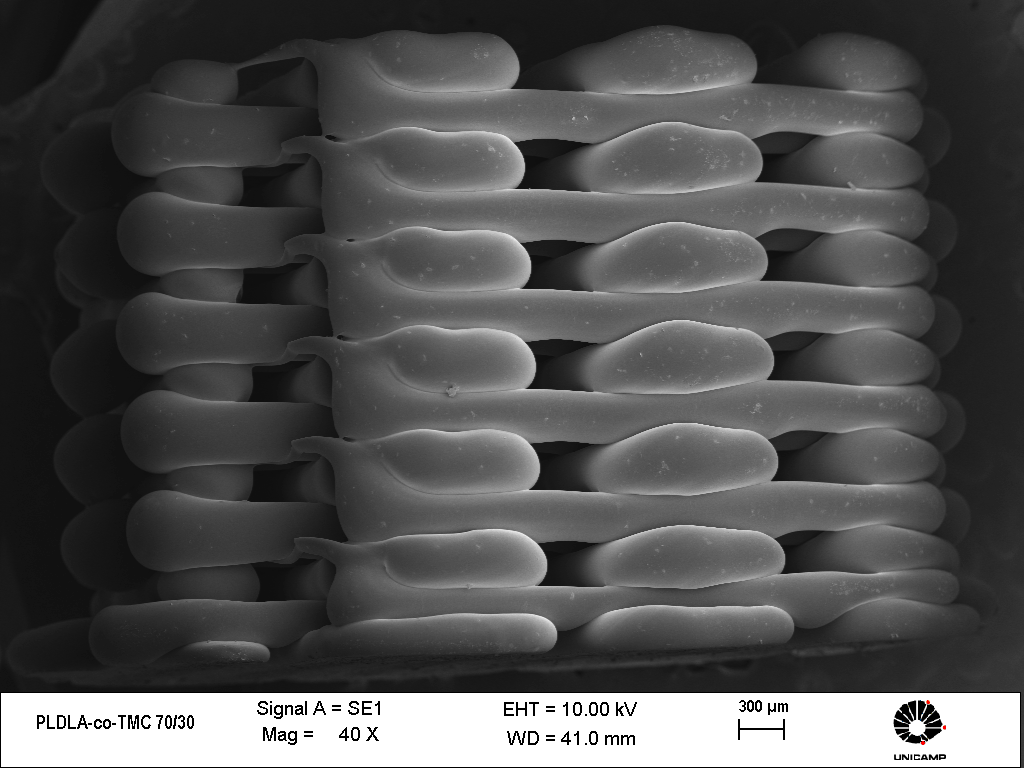 PLDLA-co-TMC 70/30
Signal A = SE1
Mag = 40 X
EHT = 10.00 kV
WD = 41.0 mm
300 µm
UNICAMP